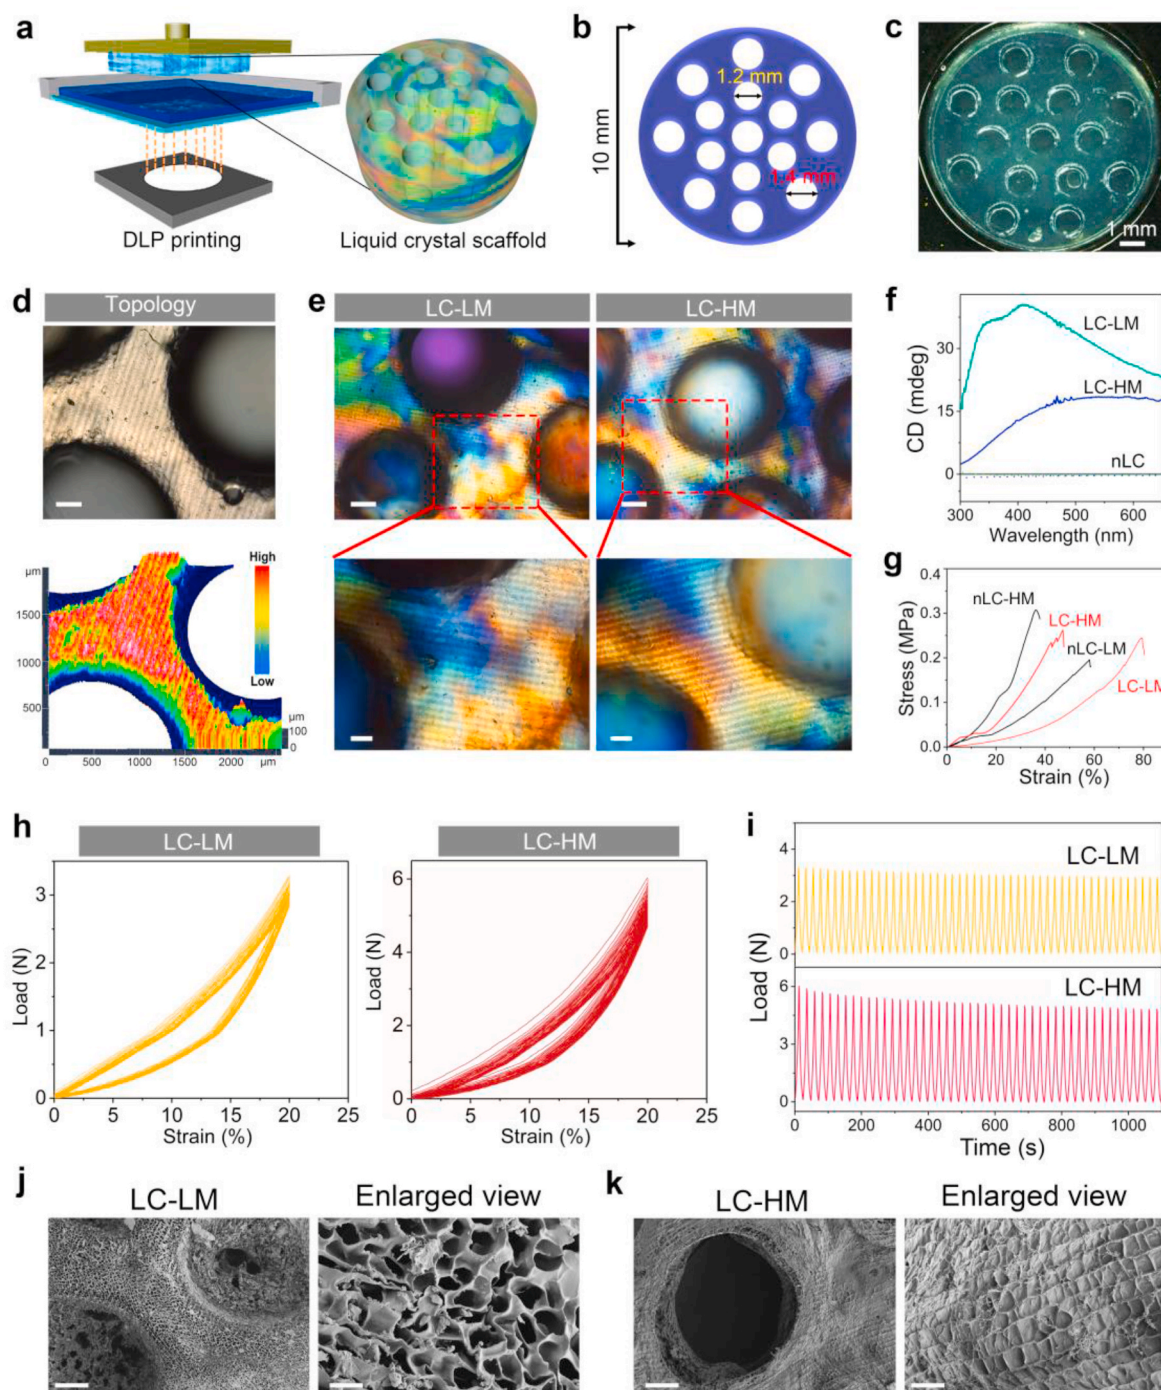 a
DLP printing
Liquid crystal scaffold
b
10 mm
1.2 mm
1.4 mm
c
1 mm
d
Topology
μm
1500
1000
500
High
Low
μm
100
0
0 500 1000 1500 2000
μm
e
LC-LM
LC-HM
f
CD (mdeg)
30
15
0
LC-LM
LC-HM
nLC
300 400 500 600
Wavelength (nm)
g
Stress (MPa)
0.4
0.3
0.2
0.1
0.0
nLC-HM
LC-HM
nLC-LM
LC-LM
0 20 40 60 80
Strain (%)
h
LC-LM
Load (N)
3
2
1
0
0 5 10 15 20 25
Strain (%)
LC-HM
Load (N)
6
4
2
0
0 5 10 15 20 25
Strain (%)
i
Load (N)
4
2
0
LC-LM
6
3
0
LC-HM
0 200 400 600 800 1000
Time (s)
j
LC-LM
Enlarged view
k
LC-HM
Enlarged view